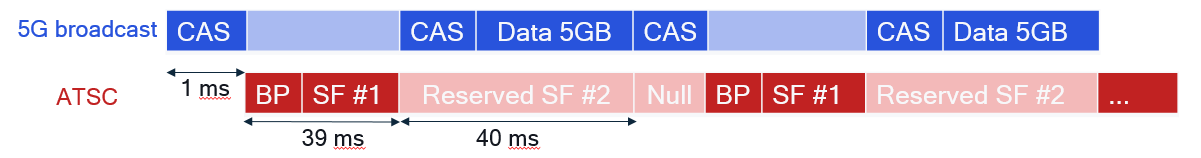 5G broadcast CAS CAS Data 5GB CAS CAS Data 5GB
ATSC 1 ms BP SF #1 Reserved SF #2 Null BP SF #1 Reserved SF #2 ...
39 ms 40 ms